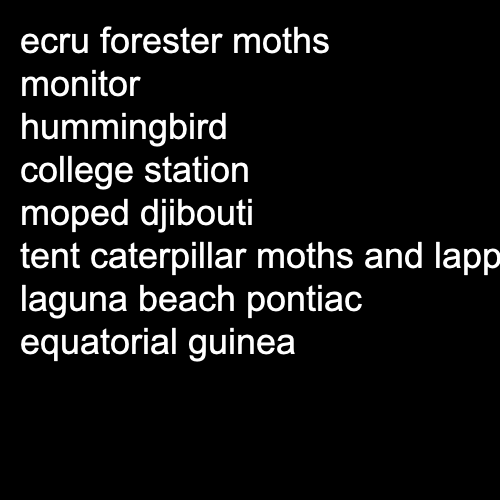 ecru forester moths
monitor
hummingbird
college station
moped djibouti
tent caterpillar moths and lapp
laguna beach pontiac
equatorial guinea